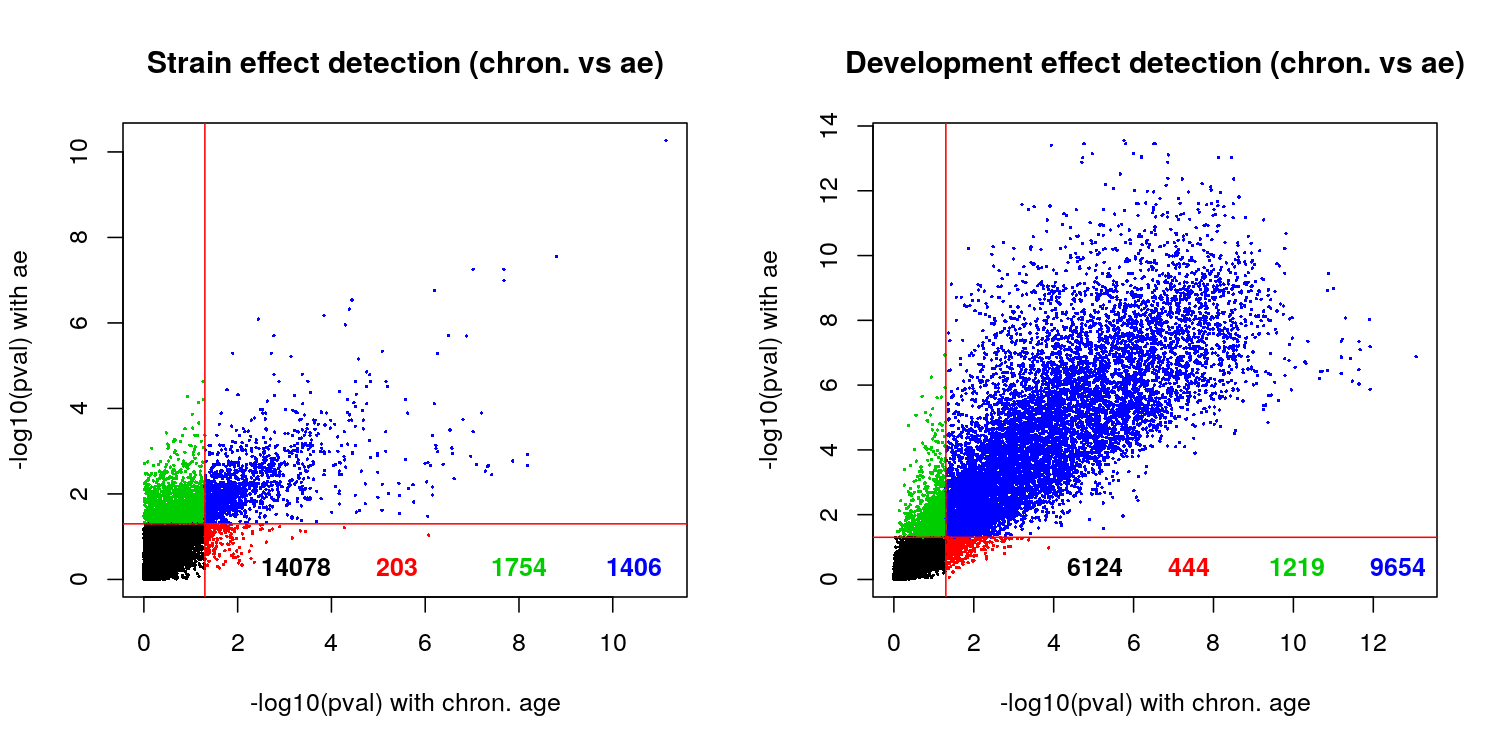 Strain effect detection (chron. vs ae)
-log10(pval) with ae
10
8
6
4
2
0
14078 203 1754 1406
0 2 4 6 8 10
-log10(pval) with chron. age
Development effect detection (chron. vs ae)
-log10(pval) with ae
14
12
10
8
6
4
2
0
6124 444 1219 9654
0 2 4 6 8 10 12
-log10(pval) with chron. age